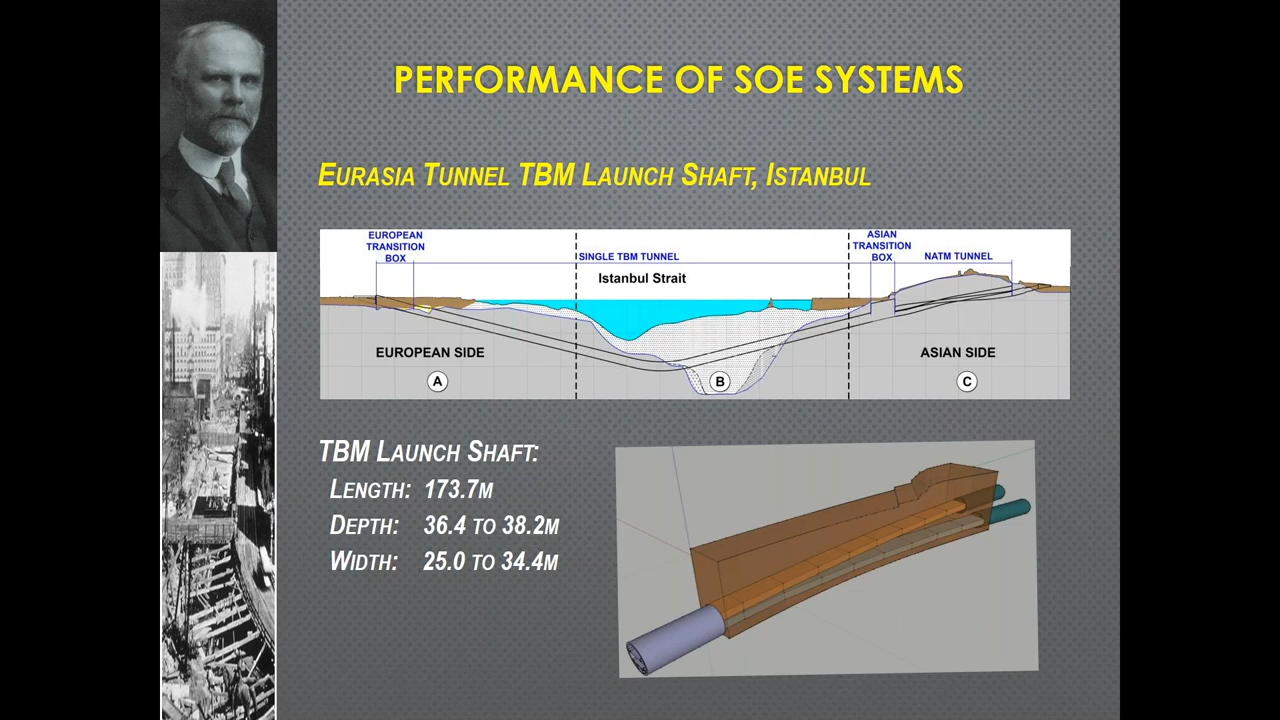 PERFORMANCE OF SOE SYSTEMS
EURASIA TUNNEL TBM LAUNCH SHAFT, ISTANBUL
EUROPEAN
TRANSITION
BOX
SINGLE TBM TUNNEL
ASIAN
TRANSITION
BOX
NATM TUNNEL
Istanbul Strait
EUROPEAN SIDE
ASIAN SIDE
A
B
C
TBM LAUNCH SHAFT:
LENGTH: 173.7M
DEPTH: 36.4 TO 38.2M
WIDTH: 25.0 TO 34.4M